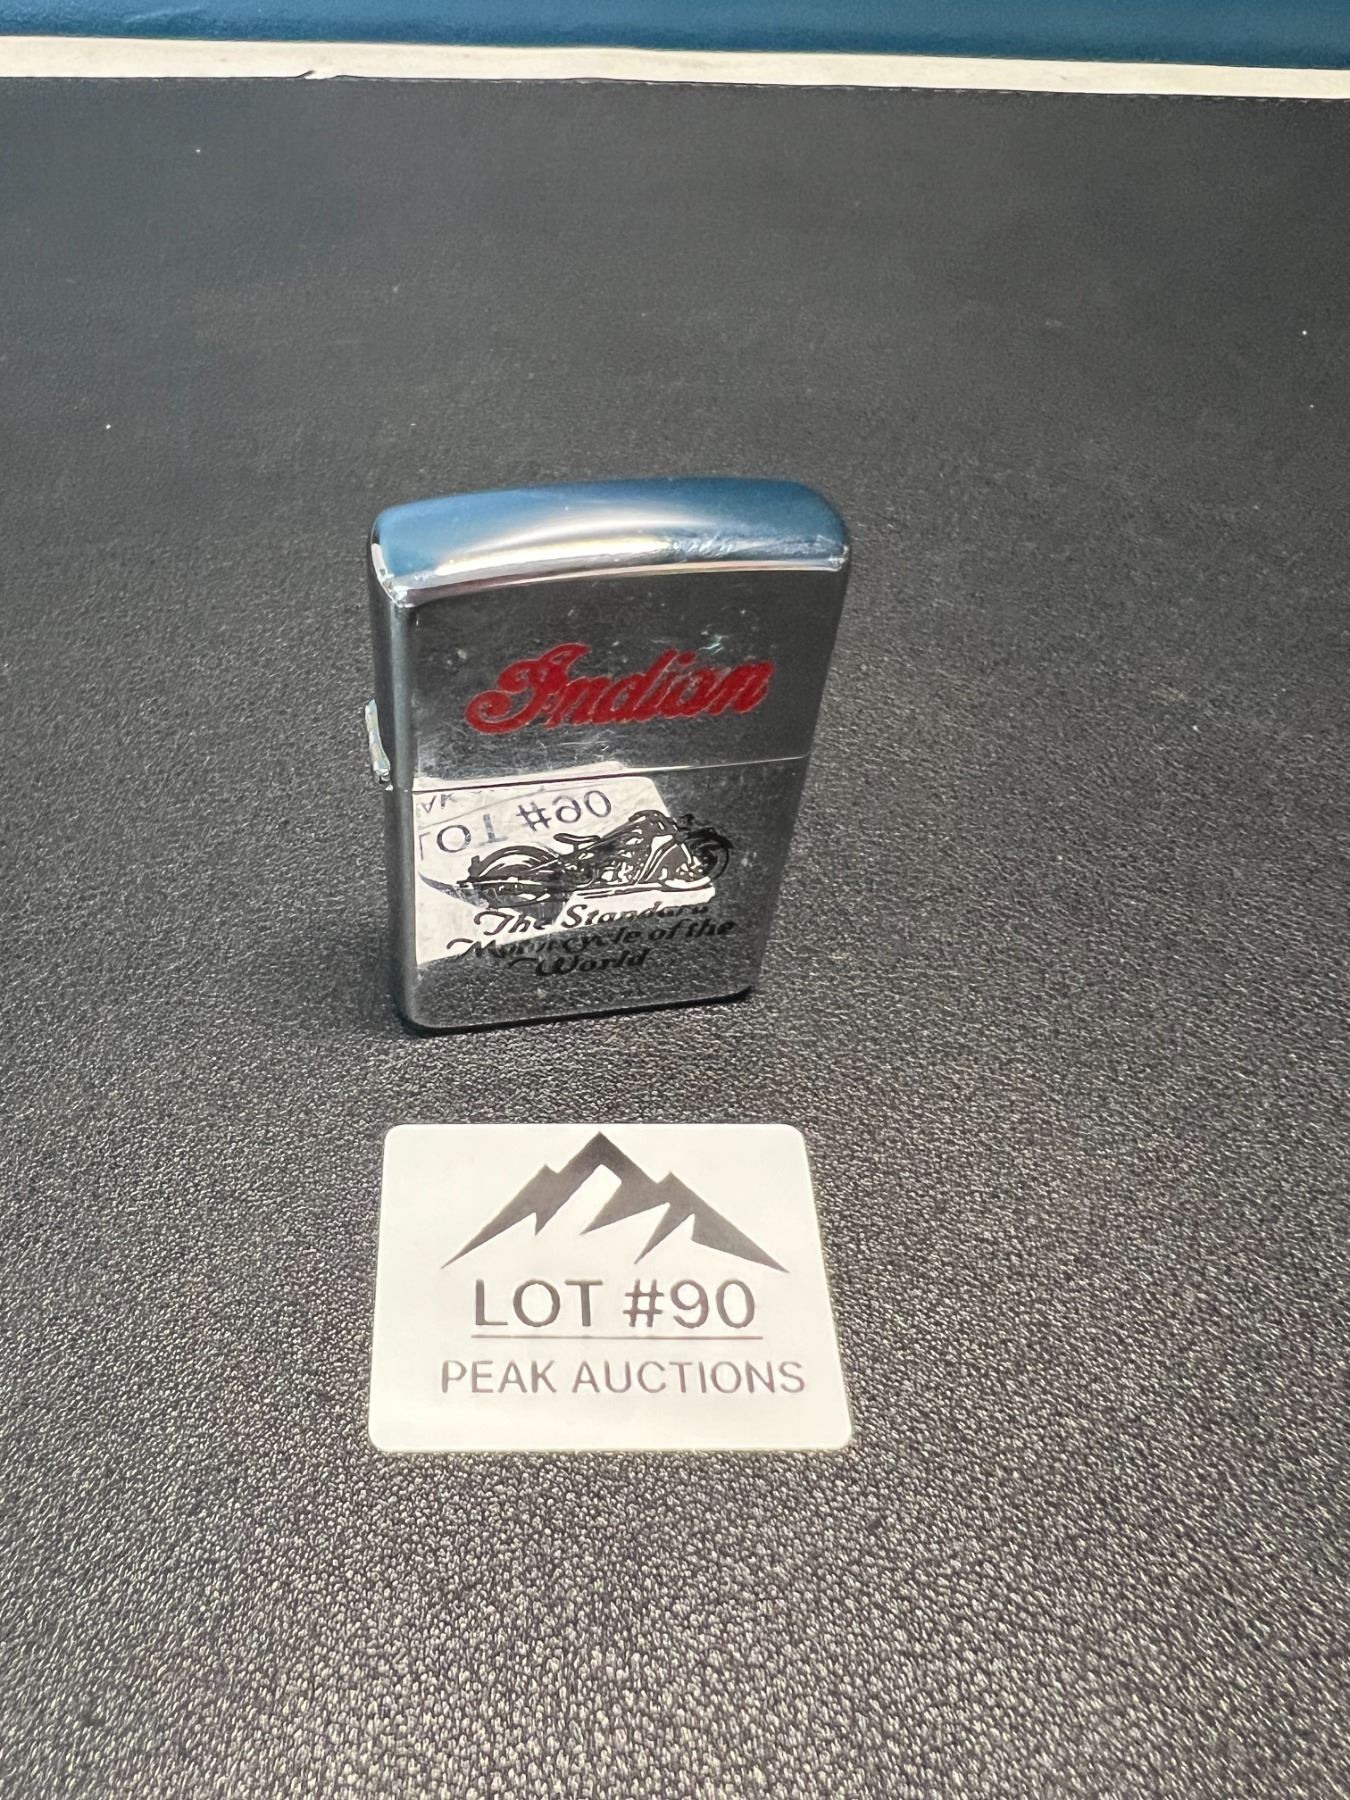 Indian
LOT #90
The Standard
Motorcycle of the
World
LOT #90
PEAK AUCTIONS